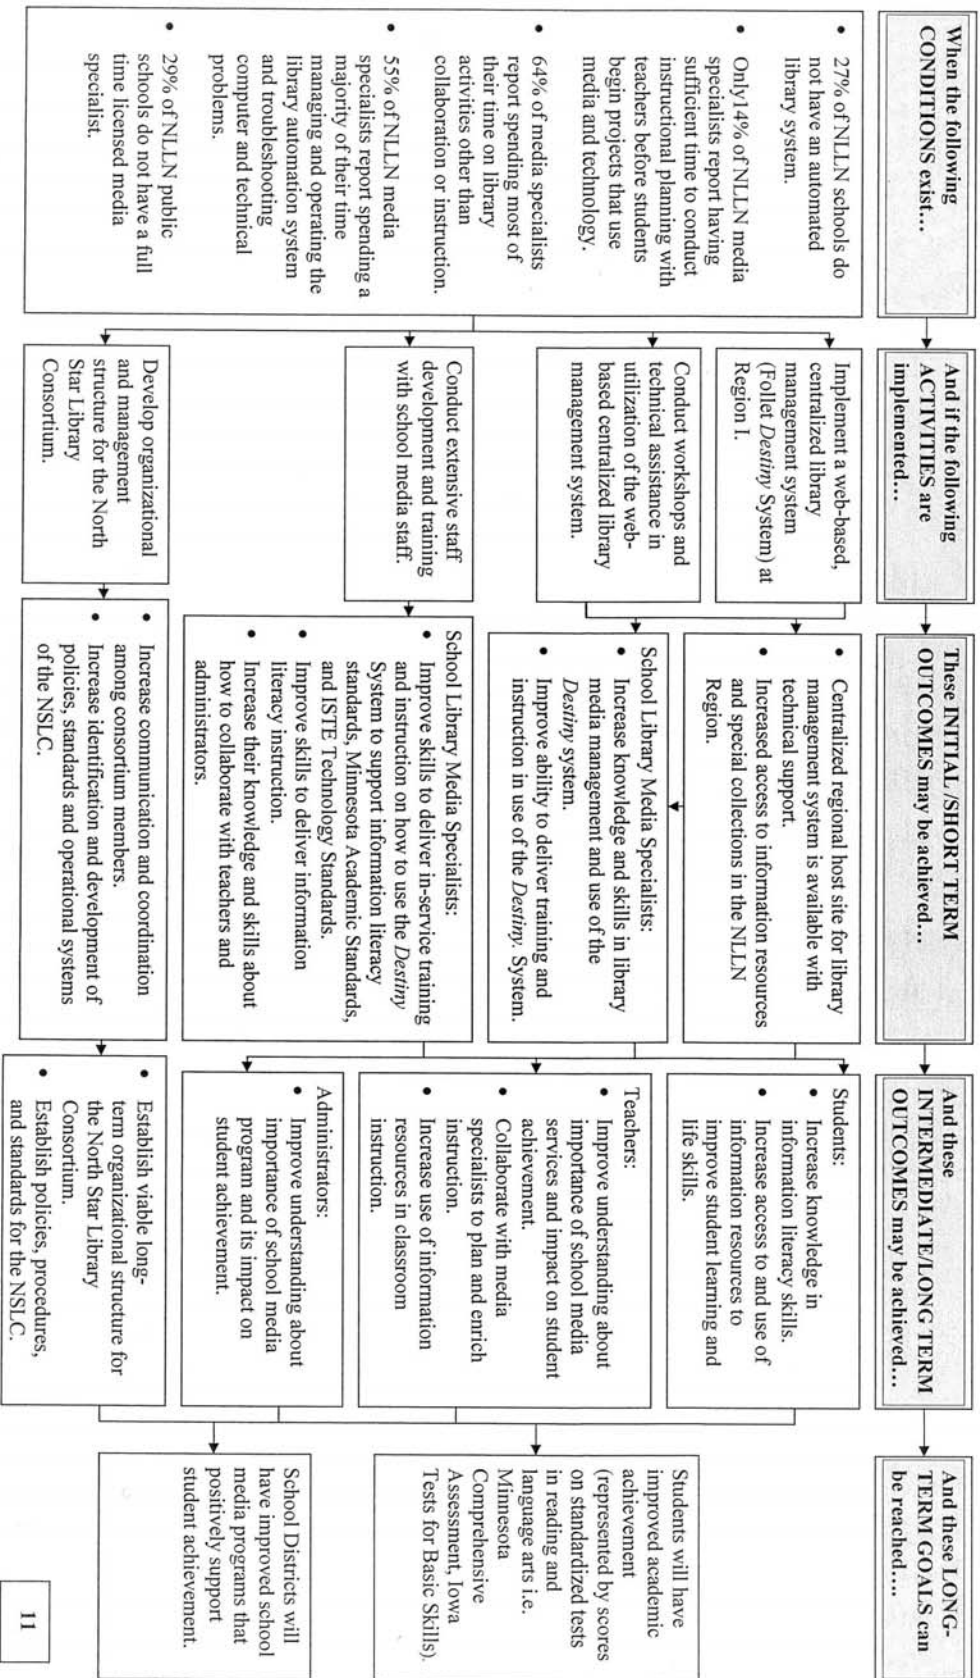 When the following
CONDITIONS exist...
27% of NLLN schools do
not have an automated
library system.
Only14% of NLLN media
specialists report having
sufficient time to conduct
instructional planning with
teachers before students
begin projects that use
media and technology.
64% of media specialists
report spending most of
their time on library
activities other than
collaboration or instruction.
55% of NLLN media
specialists report spending a
majority of their time
managing and operating the
library automation system
and troubleshooting
computer and technical
problems.
29% of NLLN public
schools do not have a full
time licensed media
specialist.
And if the following
ACTIVITIES are
implemented...
Implement a web-based,
centralized library
management system
(Follet Destiny System) at
Region I.
Conduct workshops and
technical assistance in
utilization of the web-
based centralized library
management system.
Conduct extensive staff
development and training
with school media staff.
Develop organizational
and management
structure for the North
Star Library
Consortium.
These INITIAL /SHORT TERM
OUTCOMES may be achieved...
Centralized regional host site for library
management system is available with
technical support.
Increased access to information resources
and special collections in the NLLN
Region.
School Library Media Specialists:
Increase knowledge and skills in library
media management and use of the
Destiny system.
Improve ability to deliver training and
instruction in use of the Destiny. System.
School Library Media Specialists:
Improve skills to deliver in-service training
and instruction on how to use the Destiny
System to support information literacy
standards, Minnesota Academic Standards,
and ISTE Technology Standards.
Improve skills to deliver information
literacy instruction.
Increase their knowledge and skills about
how to collaborate with teachers and
administrators.
Increase communication and coordination
among consortium members.
Increase identification and development of
policies, standards and operational systems
of the NSLC.
And these
INTERMEDIATE/LONG TERM
OUTCOMES may be achieved...
Students:
Increase knowledge in
information literacy skills.
Increase access to and use of
information resources to
improve student learning and
life skills.
Teachers:
Improve understanding about
importance of school media
services and impact on student
achievement.
Collaborate with media
specialists to plan and enrich
instruction.
Increase use of information
resources in classroom
instruction.
Administrators:
Improve understanding about
importance of school media
program and its impact on
student achievement.
Establish viable long-
term organizational structure for
the North Star Library
Consortium.
Establish policies, procedures,
and standards for the NSLC.
And these LONG-
TERM GOALS can
be reached....
Students will have
improved academic
achievement
(represented by scores
on standardized tests
in reading and
language arts i.e.
Minnesota
Comprehensive
Assessment, Iowa
Tests for Basic Skills).
School Districts will
have improved school
media programs that
positively support
student achievement.
11